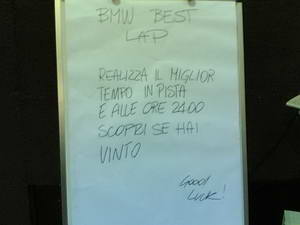 BMW BEST
LAP
REALIZZA IL MIGLIOR
TEMPO IN PISTA
E ALLE ORE 24.00
SCOPRI SE HAI
VINTO
GOOD
LUCK!